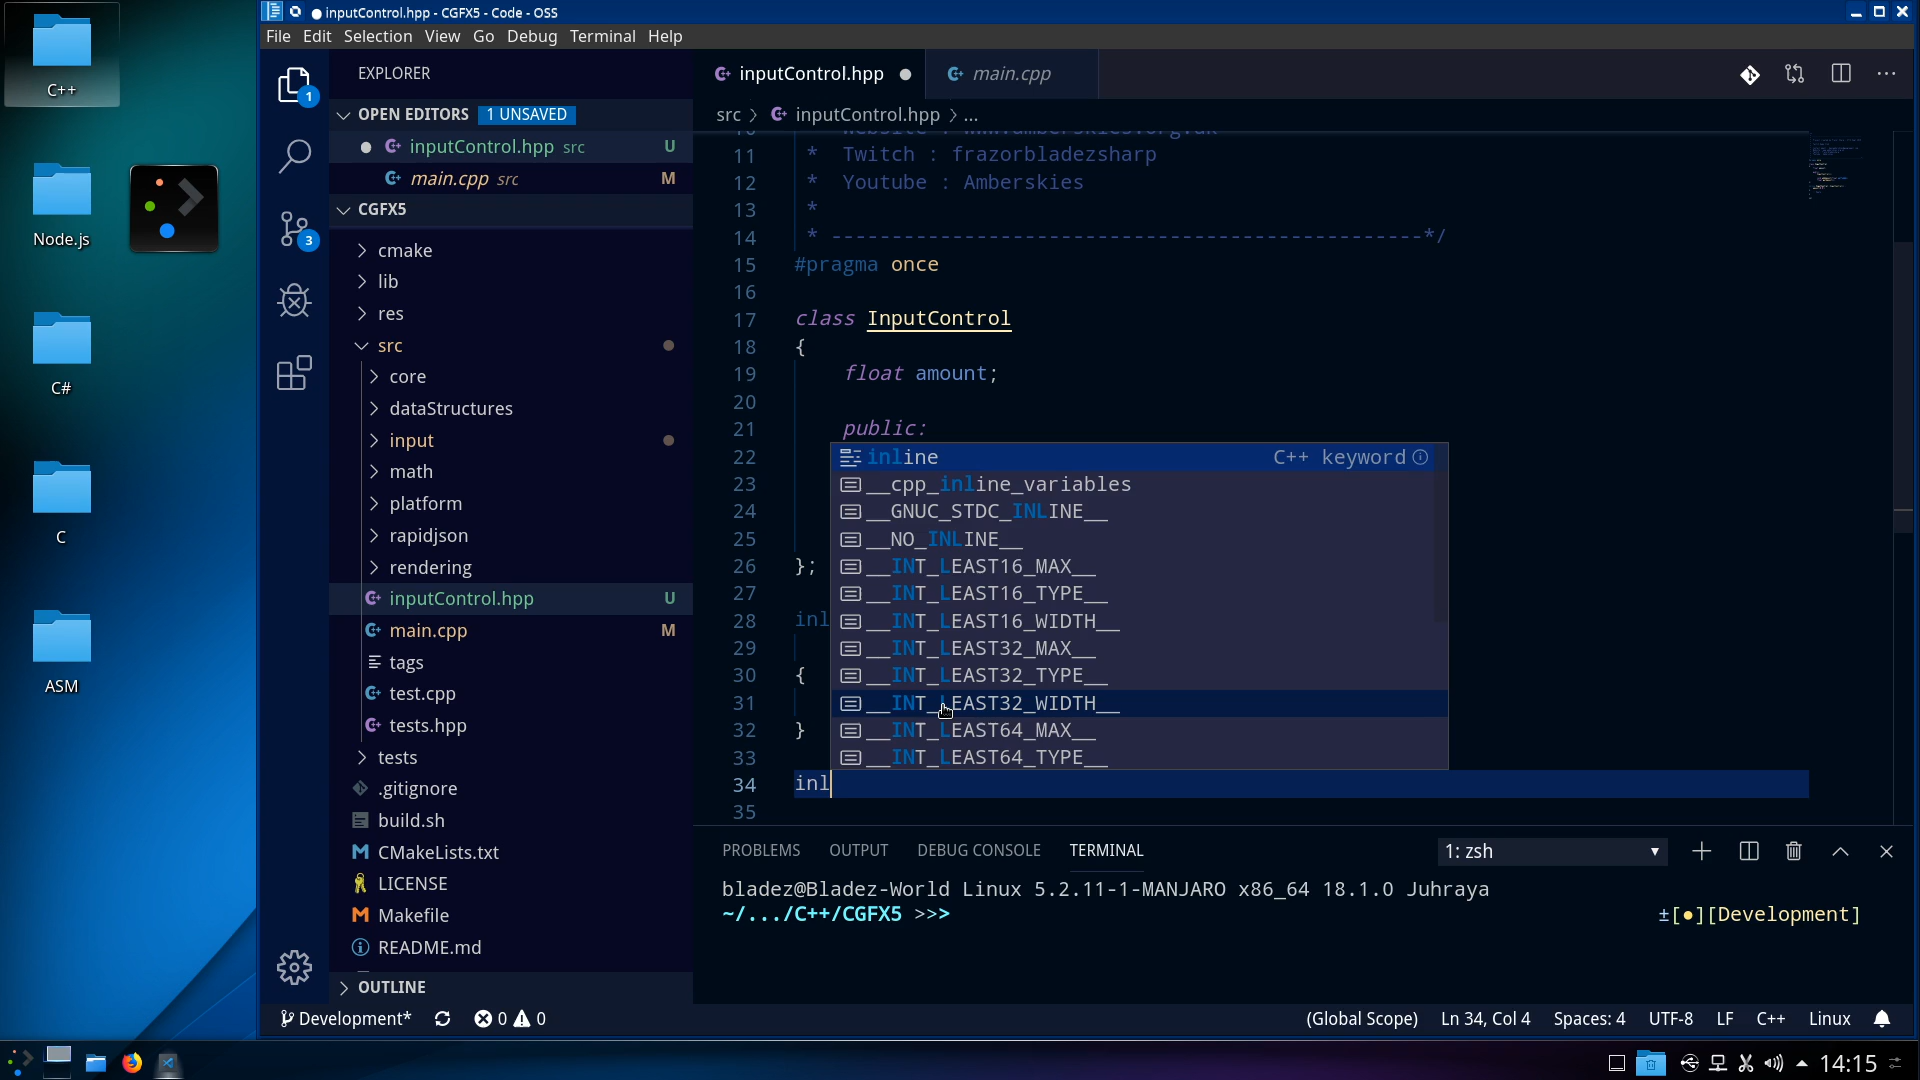 inputControl.hpp - CGFX5 - Code - OSS
File Edit Selection View Go Debug Terminal Help
C++
Node.js
C#
C
ASM
1
3
EXPLORER
OPEN EDITORS 1 UNSAVED
inputControl.hpp src U
main.cpp src M
CGFX5
cmake
lib
res
src
core
dataStructures
input
math
platform
rapidjson
rendering
inputControl.hpp U
main.cpp M
tags
test.cpp
tests.hpp
tests
.gitignore
build.sh
CMakeLists.txt
LICENSE
Makefile
README.md
OUTLINE
inputControl.hpp main.cpp
src > inputControl.hpp > ...
11 * Twitch : frazorbladezsharp
12 * Youtube : Amberskies
13 *
14 * -------------------------------------------------*/
15 #pragma once
16
17 class InputControl
18 {
19 float amount;
20
21 public:
22
23
24
25
26 };
27
28 inl
29
30 {
31
32 }
33
34 inl
35
inline C++ keyword
__cpp_inline_variables
__GNUC_STDC_INLINE__
__NO_INLINE__
__INT_LEAST16_MAX__
__INT_LEAST16_TYPE__
__INT_LEAST16_WIDTH__
__INT_LEAST32_MAX__
__INT_LEAST32_TYPE__
__INT_LEAST32_WIDTH__
__INT_LEAST64_MAX__
__INT_LEAST64_TYPE__
PROBLEMS OUTPUT DEBUG CONSOLE TERMINAL 1: zsh
bladez@Bladez-World Linux 5.2.11-1-MANJARO x86_64 18.1.0 Juhraya
~/.../C++/CGFX5 >>> ±[●][Development]
Development* 0 0 (Global Scope) Ln 34, Col 4 Spaces: 4 UTF-8 LF C++ Linux
14:15